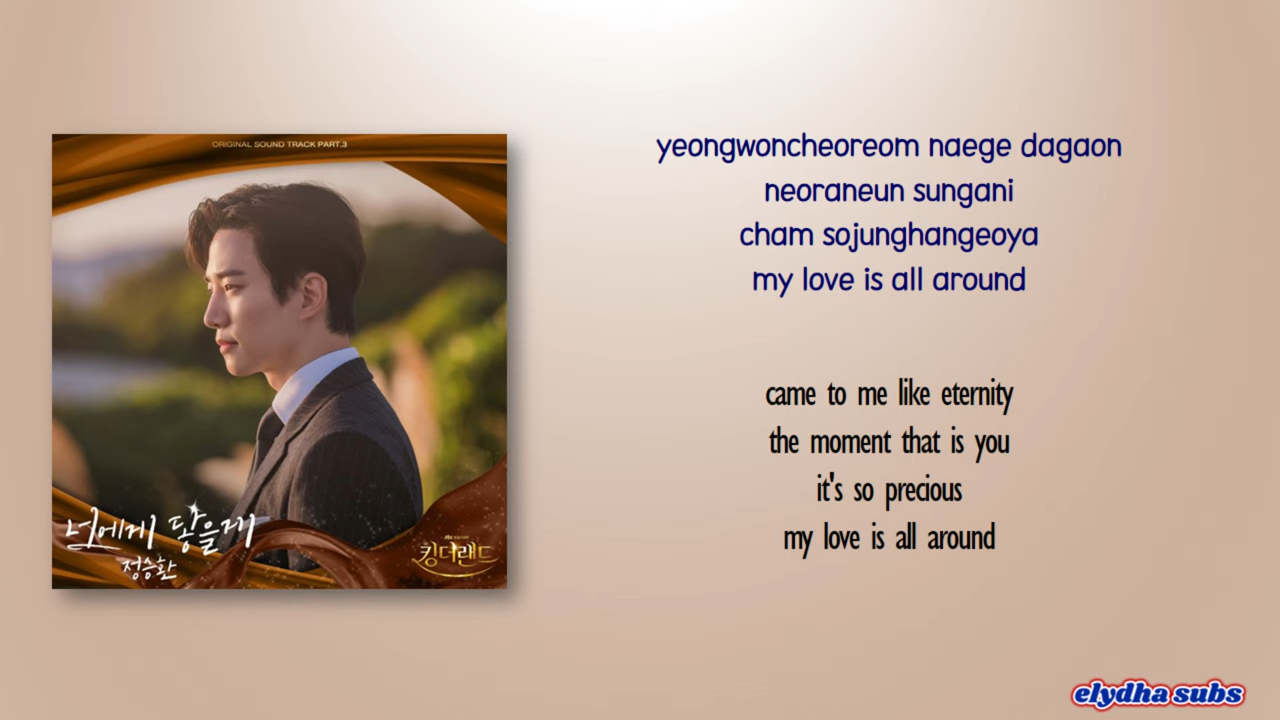 ORIGINAL SOUND TRACK PART.3
너에게 닿을게
정승환
킹더랜드
yeongwoncheoreom naege dagaon
neoraneun sungani
cham sojunghangeoya
my love is all around
came to me like eternity
the moment that is you
it's so precious
my love is all around
elydha subs